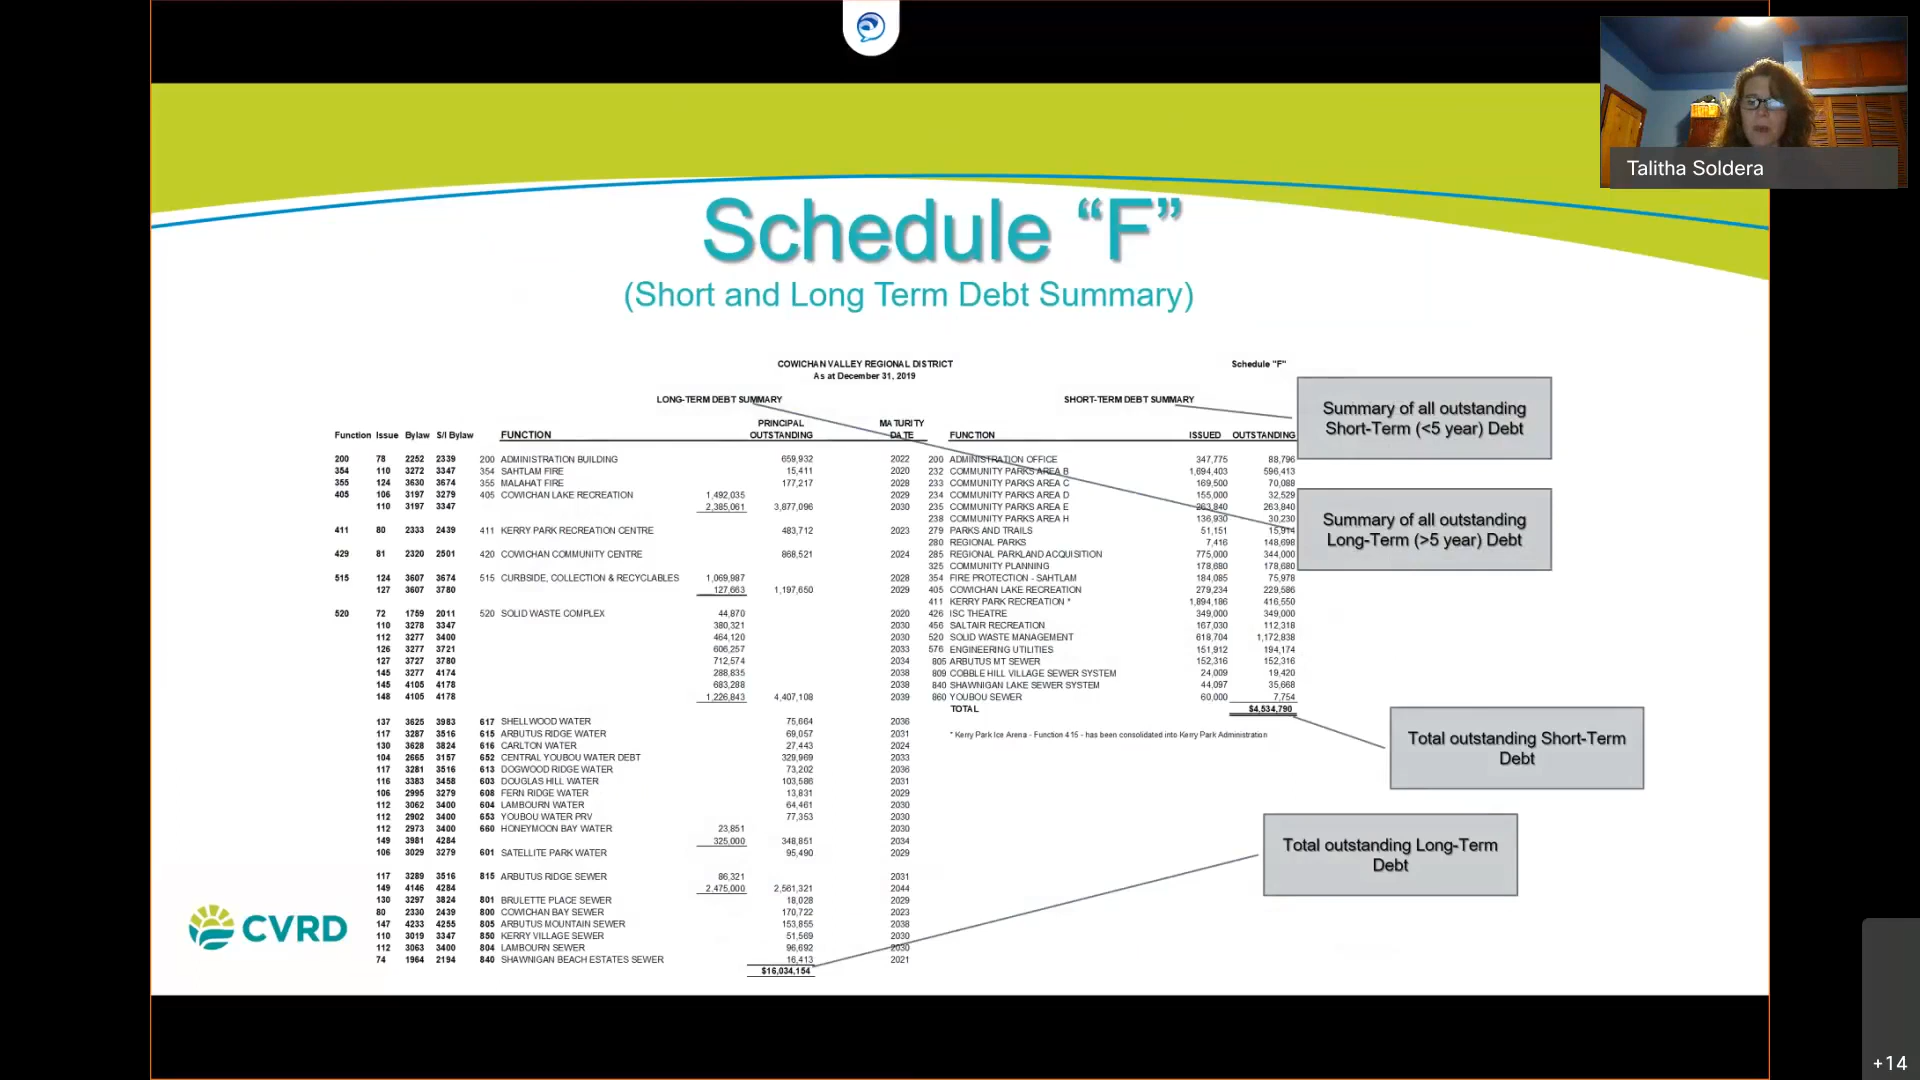 Talitha Soldera
Schedule “F”
(Short and Long Term Debt Summary)
COWICHAN VALLEY REGIONAL DISTRICT
As at December 31, 2019
Schedule "F"
LONG-TERM DEBT SUMMARY
PRINCIPAL MATURITY
Function Issue Bylaw S/I Bylaw FUNCTION OUTSTANDING DATE
200 78 2252 2339 200 ADMINISTRATION BUILDING 659,932 2022
354 110 3272 3347 354 SAHTLAM FIRE 15,411 2020
355 124 3630 3674 355 MALAHAT FIRE 177,217 2028
405 106 3197 3279 405 COWICHAN LAKE RECREATION 1,492,035 2029
110 3197 3347 2,385,061 3,877,096 2030
411 80 2333 2439 411 KERRY PARK RECREATION CENTRE 483,712 2023
429 81 2320 2501 420 COWICHAN COMMUNITY CENTRE 868,521 2024
515 124 3607 3674 515 CURBSIDE, COLLECTION & RECYCLABLES 1,069,987 2028
127 3607 3780 127,663 1,197,650 2029
520 72 1759 2011 520 SOLID WASTE COMPLEX 44,870 2020
110 3278 3347 380,321 2030
112 3277 3400 464,120 2030
126 3277 3721 606,257 2033
127 3727 3780 712,574 2034
145 3277 4174 288,835 2038
145 4105 4178 683,288 2038
148 4105 4178 1,226,843 4,407,108 2039
137 3625 3983 617 SHELLWOOD WATER 75,664 2036
117 3287 3516 615 ARBUTUS RIDGE WATER 69,057 2031
130 3628 3824 616 CARLTON WATER 27,443 2024
104 2665 3157 652 CENTRAL YOUBOU WATER DEBT 329,969 2033
117 3281 3516 613 DOGWOOD RIDGE WATER 73,202 2036
116 3383 3458 603 DOUGLAS HILL WATER 103,586 2031
106 2995 3279 608 FERN RIDGE WATER 13,831 2029
112 3062 3400 604 LAMBOURN WATER 64,461 2030
112 2902 3400 653 YOUBOU WATER PRV 77,353 2030
112 2973 3400 660 HONEYMOON BAY WATER 23,851 2030
149 3981 4284 325,000 348,851 2034
106 3029 3279 601 SATELLITE PARK WATER 95,490 2029
117 3289 3516 815 ARBUTUS RIDGE SEWER 86,321 2031
149 4146 4284 2,475,000 2,561,321 2044
130 3297 3824 801 BRULETTE PLACE SEWER 18,028 2029
80 2330 2439 800 COWICHAN BAY SEWER 170,722 2023
147 4233 4255 805 ARBUTUS MOUNTAIN SEWER 153,855 2038
110 3019 3347 850 KERRY VILLAGE SEWER 51,569 2030
112 3063 3400 804 LAMBOURN SEWER 96,692 2030
74 1964 2194 840 SHAWNIGAN BEACH ESTATES SEWER 16,413 2021
$16,034,154
SHORT-TERM DEBT SUMMARY
FUNCTION ISSUED OUTSTANDING
200 ADMINISTRATION OFFICE 347,775 88,796
232 COMMUNITY PARKS AREA B 1,694,403 596,413
233 COMMUNITY PARKS AREA C 169,500 70,088
234 COMMUNITY PARKS AREA D 155,000 32,529
235 COMMUNITY PARKS AREA E 263,840 263,840
238 COMMUNITY PARKS AREA H 136,930 30,230
279 PARKS AND TRAILS 51,151 15,914
280 REGIONAL PARKS 7,416 148,698
285 REGIONAL PARKLAND ACQUISITION 775,000 344,000
325 COMMUNITY PLANNING 178,680 178,680
354 FIRE PROTECTION - SAHTLAM 184,085 75,978
405 COWICHAN LAKE RECREATION 279,234 229,586
411 KERRY PARK RECREATION * 1,894,186 416,550
426 ISC THEATRE 349,000 349,000
456 SALTAIR RECREATION 167,030 112,318
520 SOLID WASTE MANAGEMENT 618,704 1,172,838
576 ENGINEERING UTILITIES 151,912 194,174
805 ARBUTUS MT SEWER 152,316 152,316
809 COBBLE HILL VILLAGE SEWER SYSTEM 24,009 19,420
840 SHAWNIGAN LAKE SEWER SYSTEM 44,097 35,668
860 YOUBOU SEWER 60,000 7,754
TOTAL $4,534,790
* Kerry Park Ice Arena - Function 415 - has been consolidated into Kerry Park Administration
Summary of all outstanding
Short-Term (<5 year) Debt
Summary of all outstanding
Long-Term (>5 year) Debt
Total outstanding Short-Term
Debt
Total outstanding Long-Term
Debt
CVRD
+14